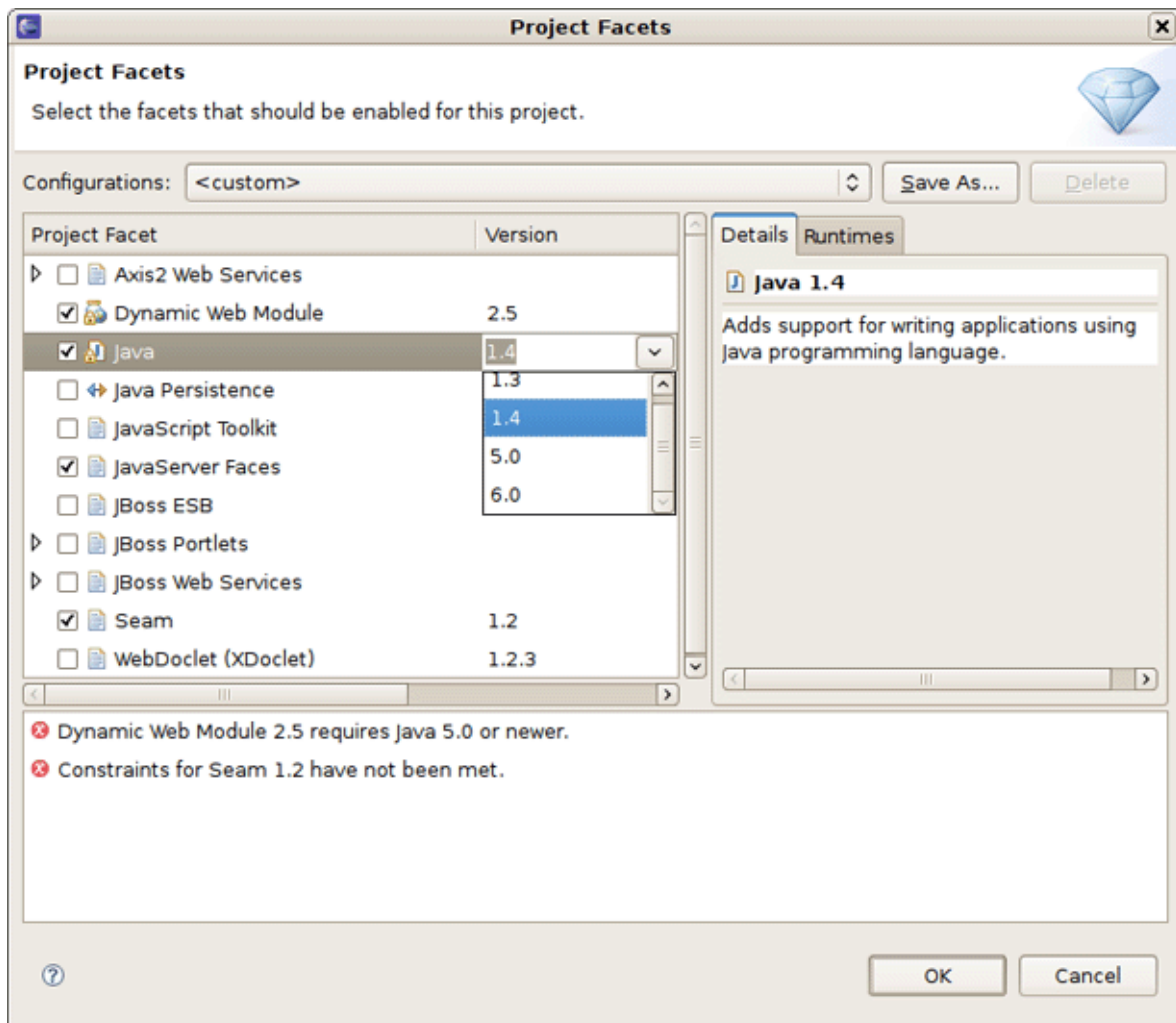 Project Facets
Project Facets
Select the facets that should be enabled for this project.
Configurations: <custom> Save As... Delete
Project Facet Version
Axis2 Web Services
Dynamic Web Module 2.5
Java 1.4
1.3
Java Persistence
1.4
JavaScript Toolkit
5.0
JavaServer Faces
6.0
JBoss ESB
JBoss Portlets
JBoss Web Services
Seam 1.2
WebDoclet (XDoclet) 1.2.3
Details Runtimes
Java 1.4
Adds support for writing applications using
Java programming language.
Dynamic Web Module 2.5 requires Java 5.0 or newer.
Constraints for Seam 1.2 have not been met.
? OK Cancel